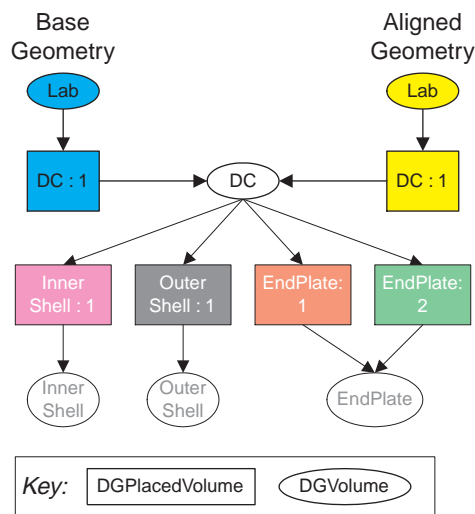 Base
Geometry
Aligned
Geometry
Lab
Lab
DC : 1
DC
DC : 1
Inner
Shell : 1
Outer
Shell : 1
EndPlate:
1
EndPlate:
2
Inner
Shell
Outer
Shell
EndPlate
Key:
DGPlacedVolume
DGVolume